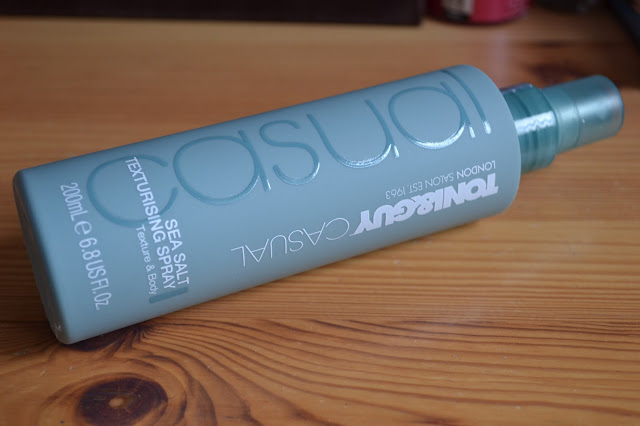 casual
TONI&GUY CASUAL
LONDON SALON EST 1963
SEA SALT
TEXTURISING SPRAY
Texture & Body
200mL e 6.8 US Fl. Oz